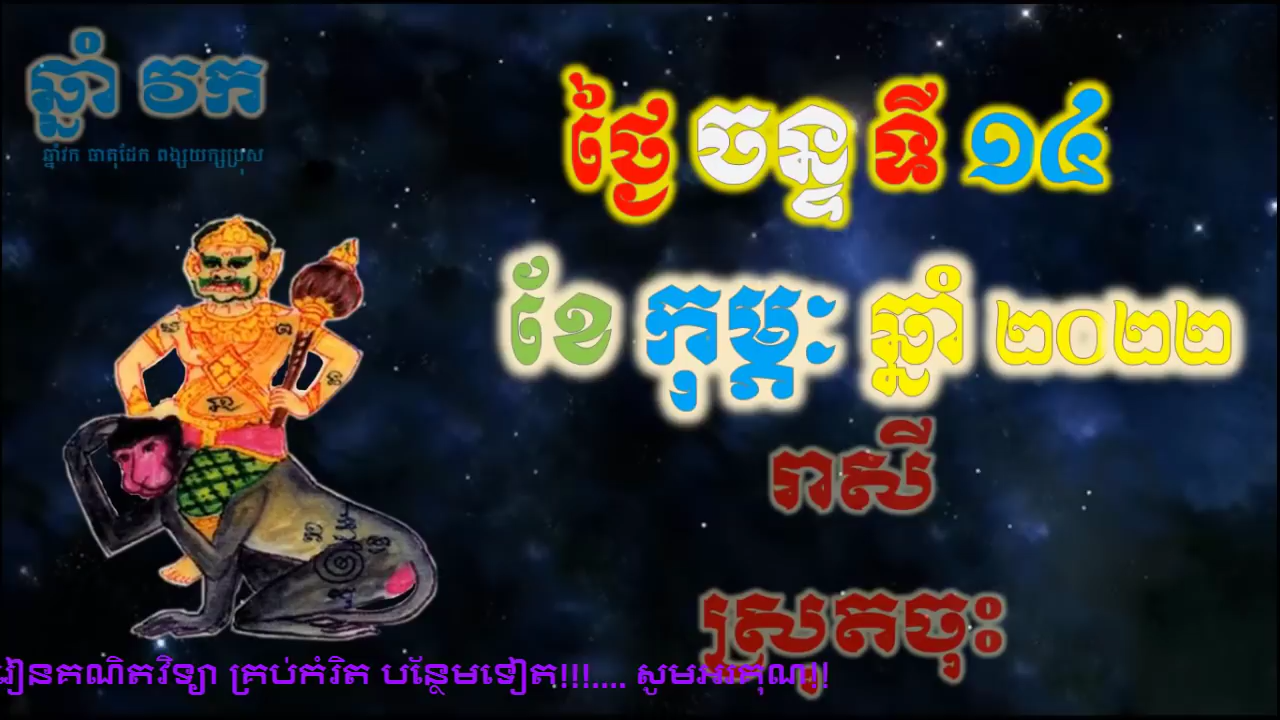 ឆ្នាំ វក
ឆ្នាំវក ធាតុដែក ពង្សយក្សប្រុស
ថ្ងៃ ចន្ទ ទី ១៤
ខែ កុម្ភៈ ឆ្នាំ ២០២២
រាសី
ស្រុតចុះ
រៀនគណិតវិទ្យា គ្រប់កំរិត បន្ថែមទៀត!!!.... សូមអរគុណ!!